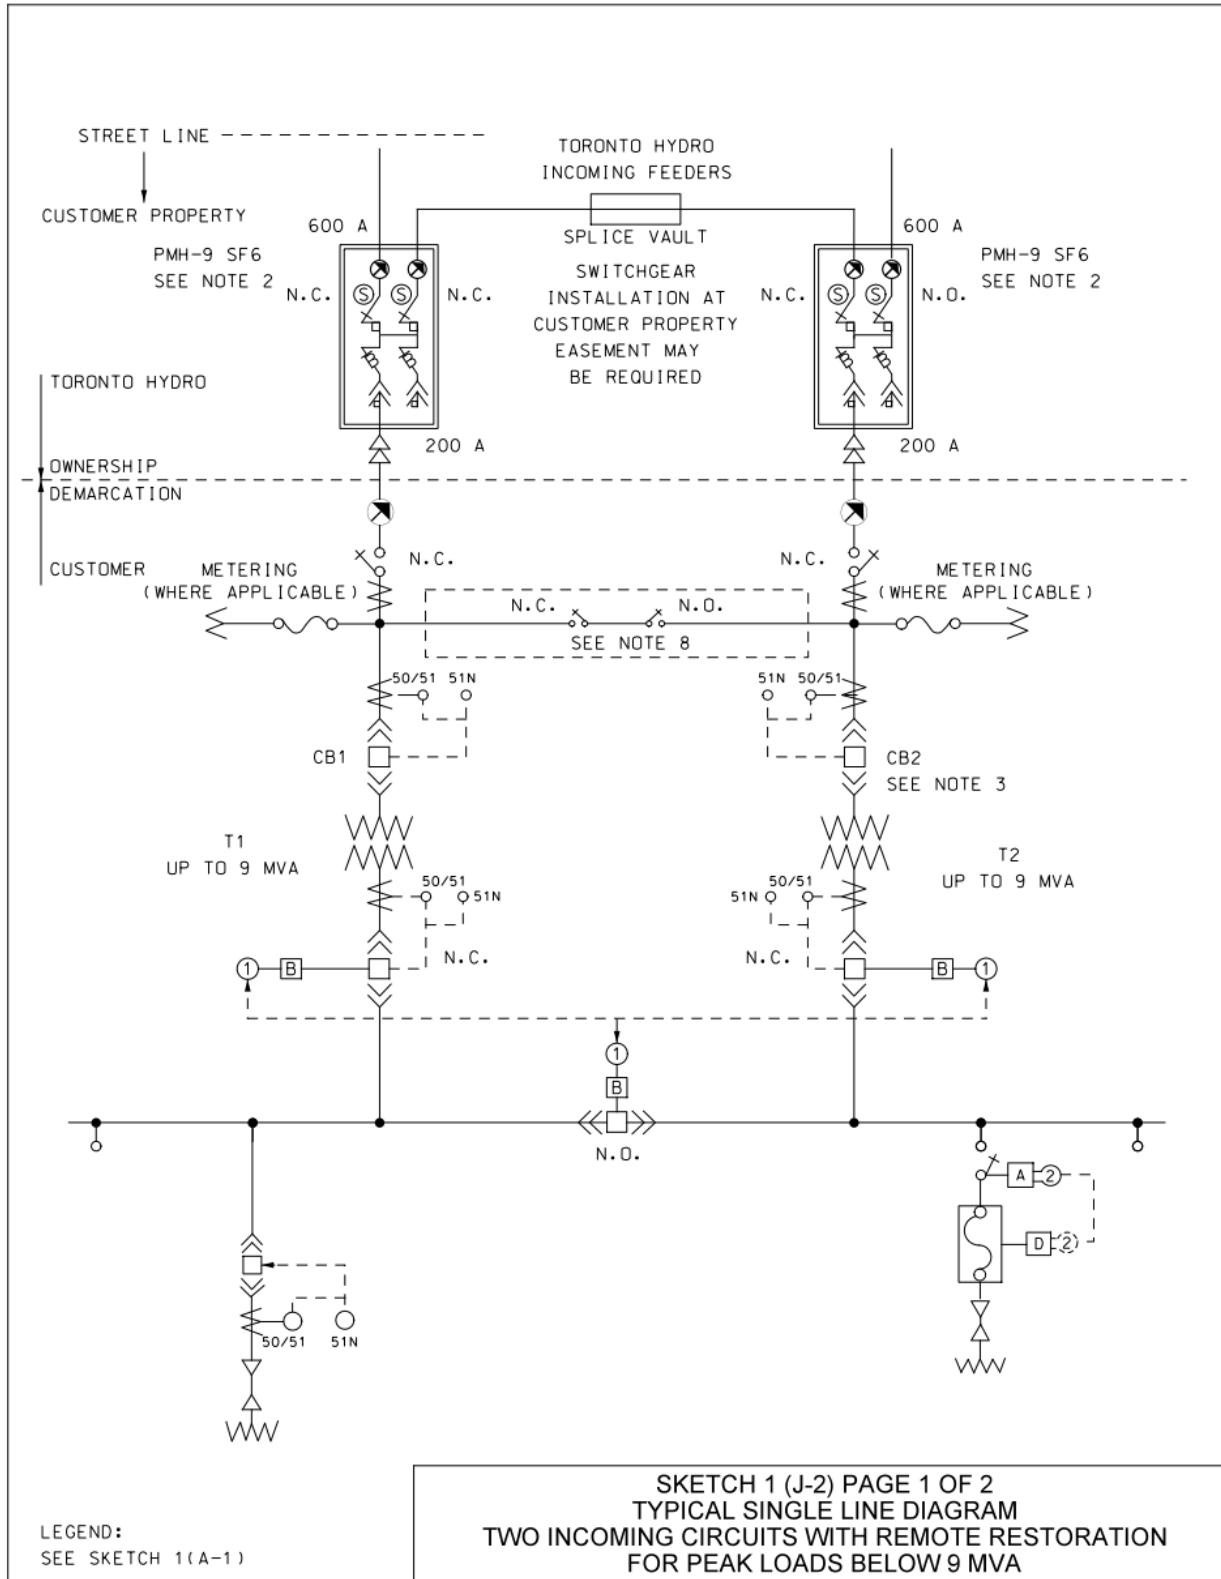 STREET LINE
CUSTOMER PROPERTY
TORONTO HYDRO
INCOMING FEEDERS
SPLICE VAULT
SWITCHGEAR
INSTALLATION AT
CUSTOMER PROPERTY
EASEMENT MAY
BE REQUIRED
600 A
600 A
PMH-9 SF6
SEE NOTE 2
N.C.
S
S
N.C.
N.C.
S
S
N.O.
PMH-9 SF6
SEE NOTE 2
TORONTO HYDRO
200 A
200 A
OWNERSHIP
DEMARCATION
CUSTOMER
N.C.
N.C.
METERING
(WHERE APPLICABLE)
METERING
(WHERE APPLICABLE)
N.C.
N.O.
SEE NOTE 8
50/51
51N
51N
50/51
CB1
CB2
SEE NOTE 3
T1
UP TO 9 MVA
T2
UP TO 9 MVA
50/51
51N
51N
50/51
N.C.
N.C.
1
B
B
1
1
B
N.O.
A
2
D
2
50/51
51N
LEGEND:
SEE SKETCH 1(A-1)
SKETCH 1 (J-2) PAGE 1 OF 2
TYPICAL SINGLE LINE DIAGRAM
TWO INCOMING CIRCUITS WITH REMOTE RESTORATION
FOR PEAK LOADS BELOW 9 MVA